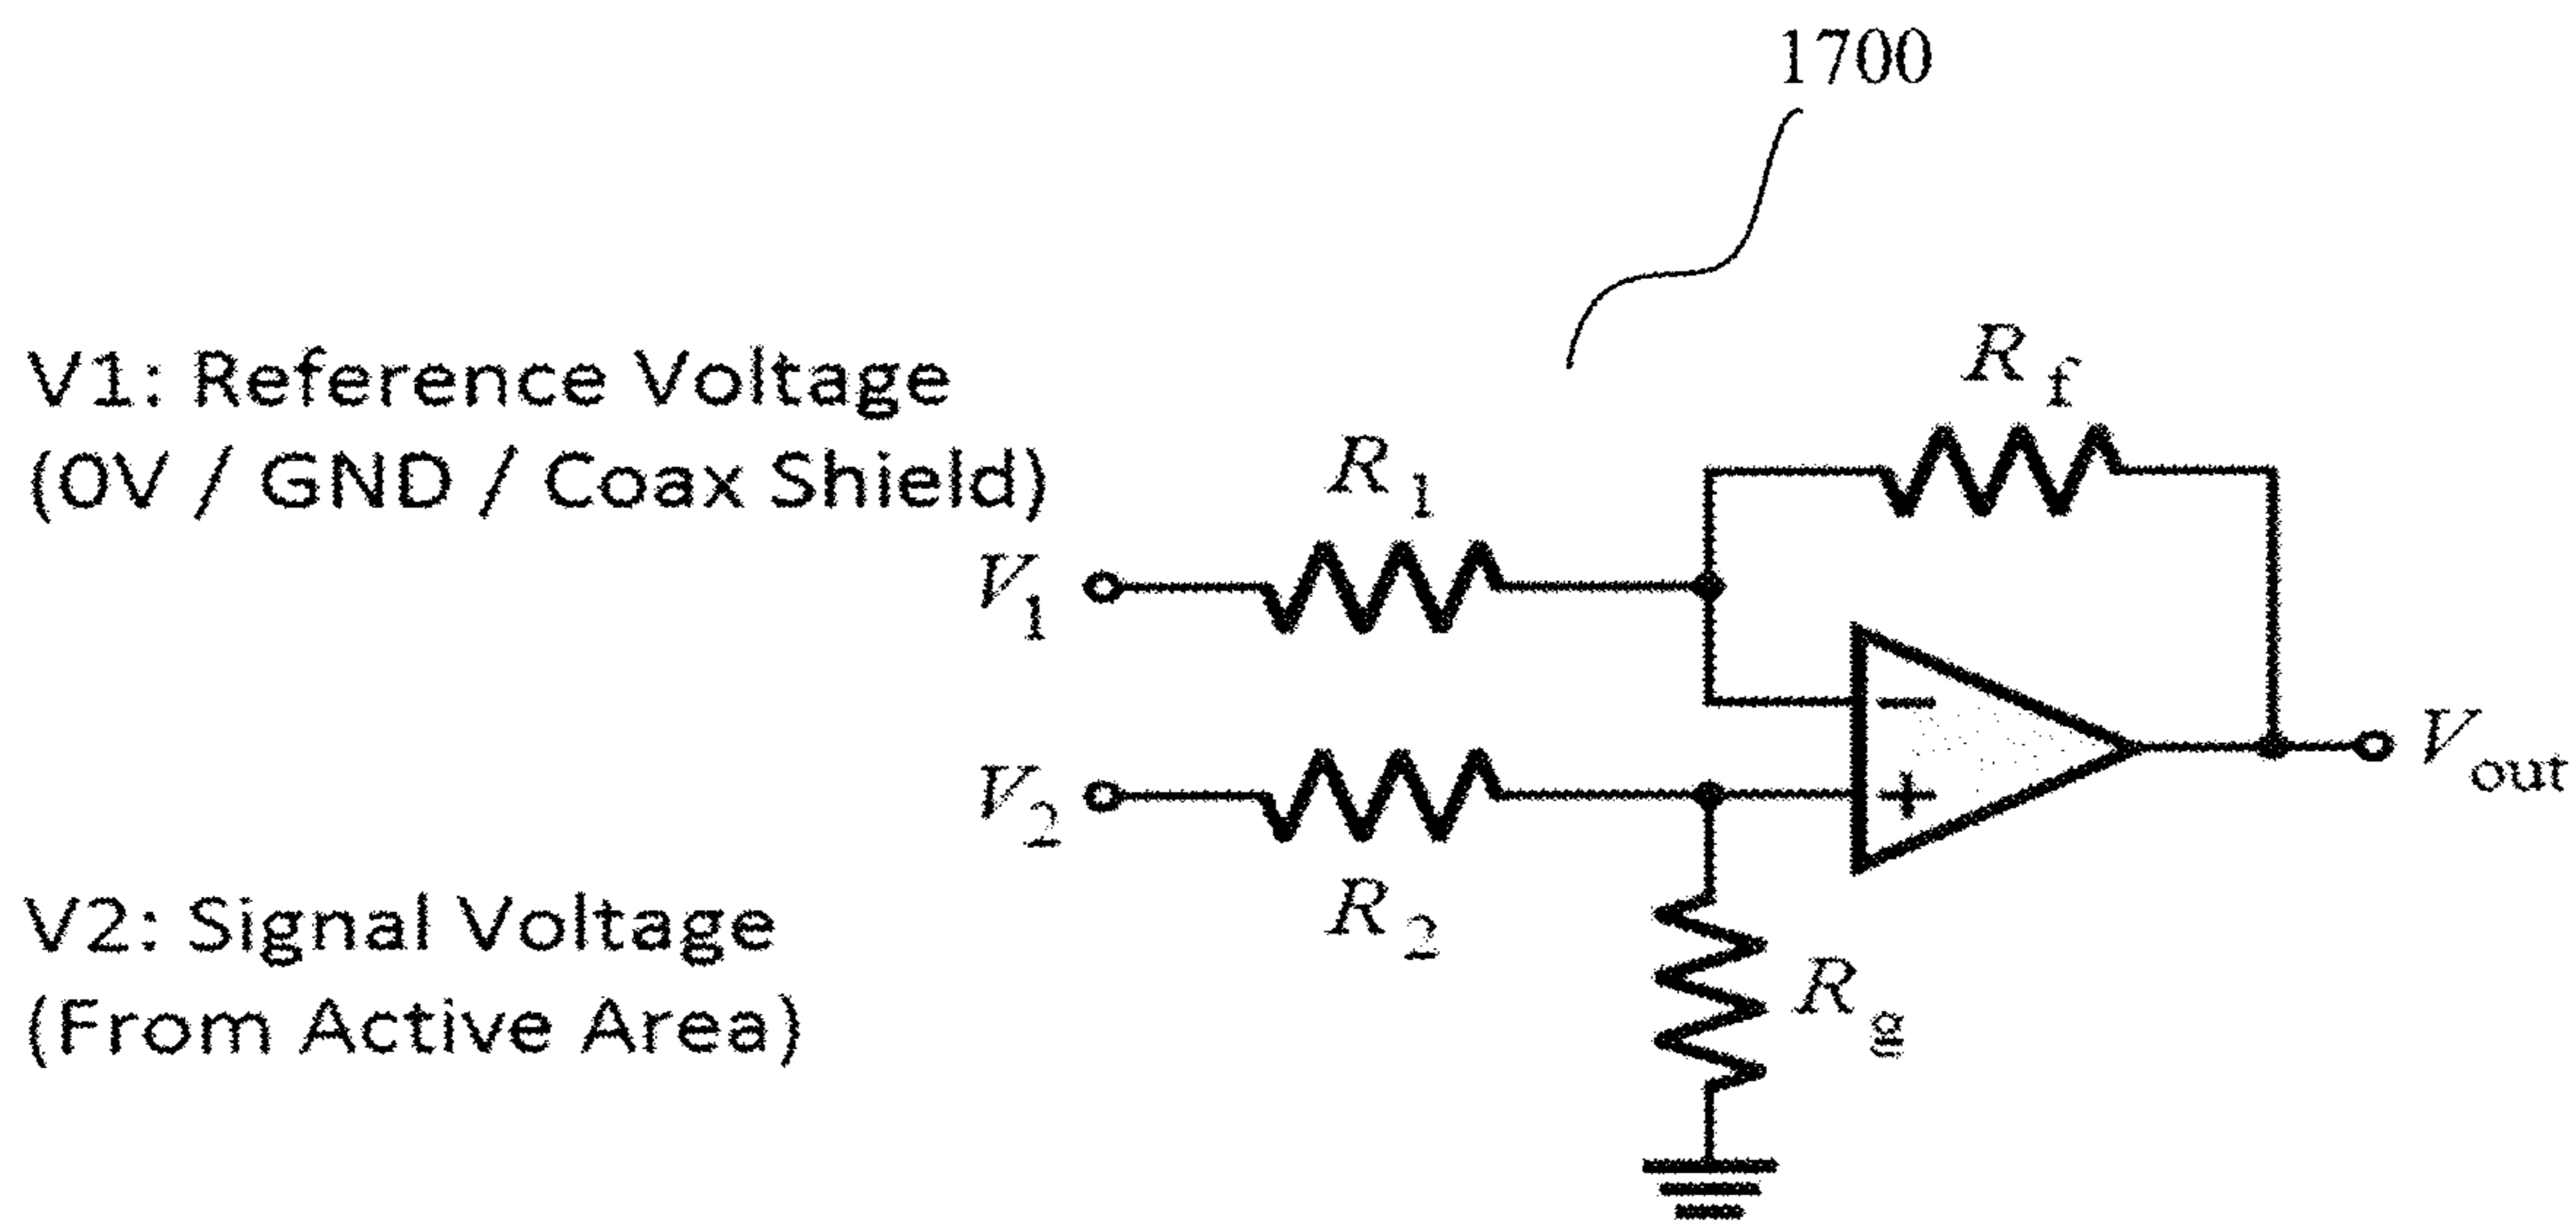 1700
V1: Reference Voltage
(0V / GND / Coax Shield)
R1
Rf
V1
V2
R2
Vout
V2: Signal Voltage
(From Active Area)
Rg
−
+